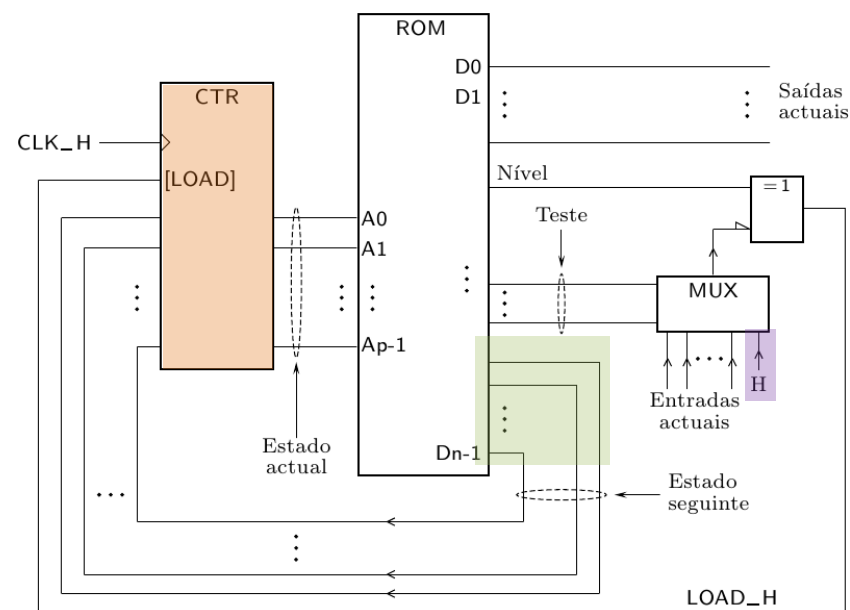 ROM
D0
D1
Saídas
actuais
CTR
CLK_H
[LOAD]
Nível
= 1
Teste
A0
A1
MUX
Ap-1
H
Entradas
actuais
Estado
actual
Dn-1
Estado
seguinte
LOAD_H